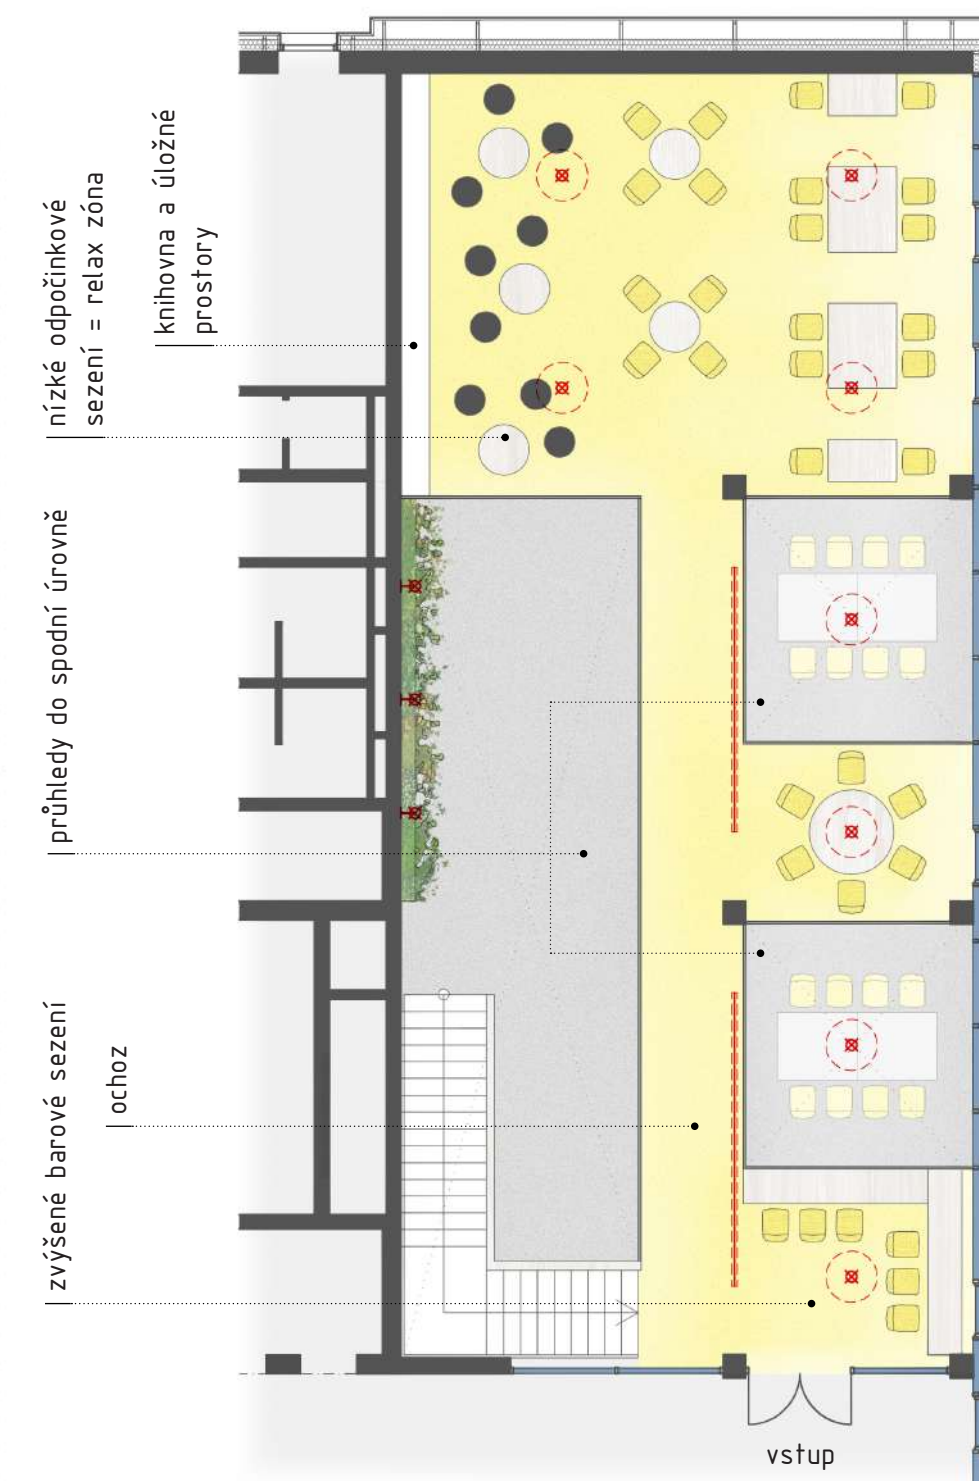 nízké odpočinkové
sezení = relax zóna
knihovna a úložné
prostory
průhledy do spodní úrovně
zvýšené barové sezení
ochoz
vstup